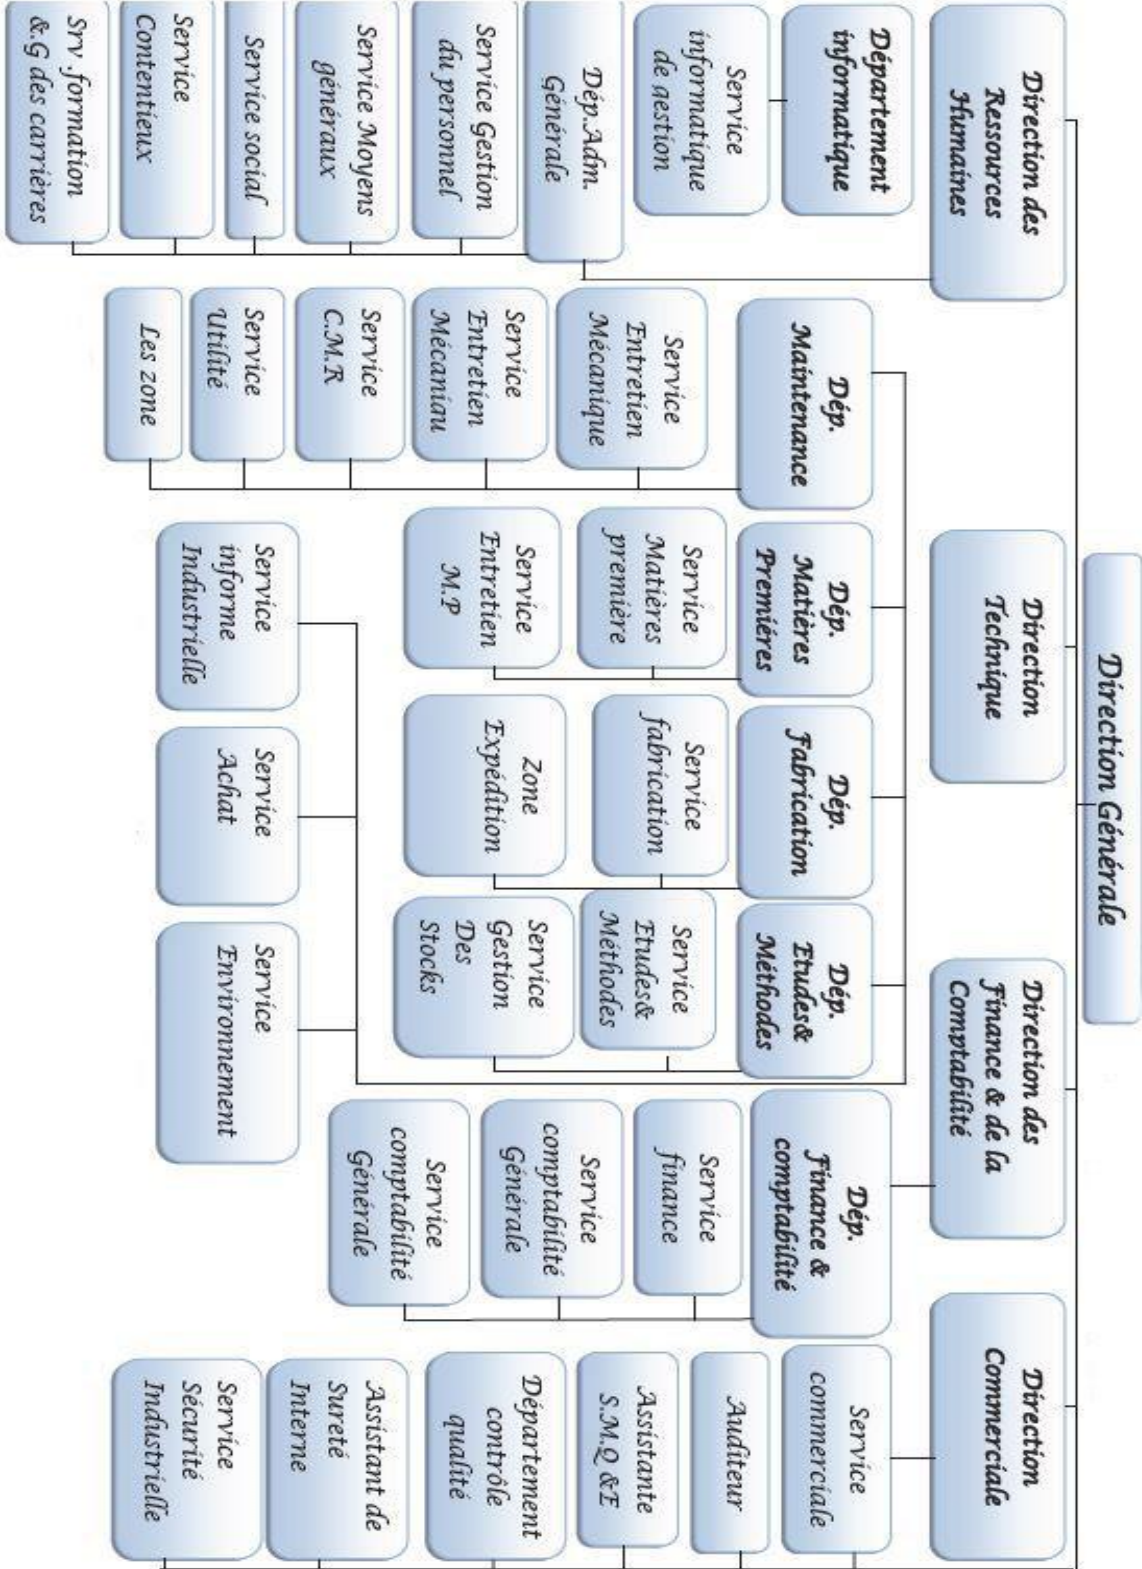 Direction Générale
Direction des
Ressources
Humaines
Direction
Technique
Direction des
Finance & de la
Comptabilité
Direction
Commerciale
Département
informatique
Service
informatique
de gestion
Dép.Adm.
Générale
Service Gestion
du personnel
Service Moyens
généraux
Service social
Service
Contentieux
Srv .formation
&.G des carrières
Dép.
Maintenance
Service
Entretien
Mécanique
Service
Entretien
Mécaniqu
Service
C.M.R
Service
Utilité
Les zone
Dép.
Matières
Premiéres
Service
Matières
première
Service
Entretien
M.P
Dép.
Fabrication
Service
fabrication
Zone
Expédition
Dép.
Etudes&
Méthodes
Service
Etudes&
Méthodes
Service
Gestion
Des
Stocks
Service
informe
Industrielle
Service
Achat
Service
Environnement
Dép.
Finance &
comptabilité
Service
finance
Service
comptabilité
Générale
Service
comptabilité
Générale
Service
commerciale
Auditeur
Assistante
S.M.Q &E
Département
contrôle
qualité
Assistant de
Sureté
Interne
Service
Sécurité
Industrielle